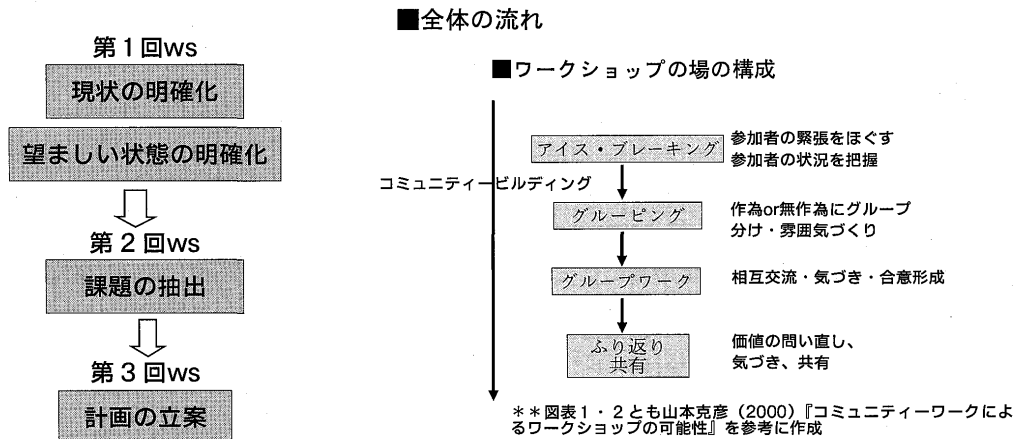 ■全体の流れ
第1回ws
現状の明確化
望ましい状態の明確化
第2回ws
課題の抽出
第3回ws
計画の立案
■ワークショップの場の構成
コミュニティービルディング
アイス・ブレーキング
参加者の緊張をほぐす
参加者の状況を把握
グルーピング
作為or無作為にグループ
分け・雰囲気づくり
グループワーク
相互交流・気づき・合意形成
ふり返り
共有
価値の問い直し、
気づき、共有
＊＊図表1・2とも山本克彦（2000）『コミュニティーワークによ
るワークショップの可能性』を参考に作成